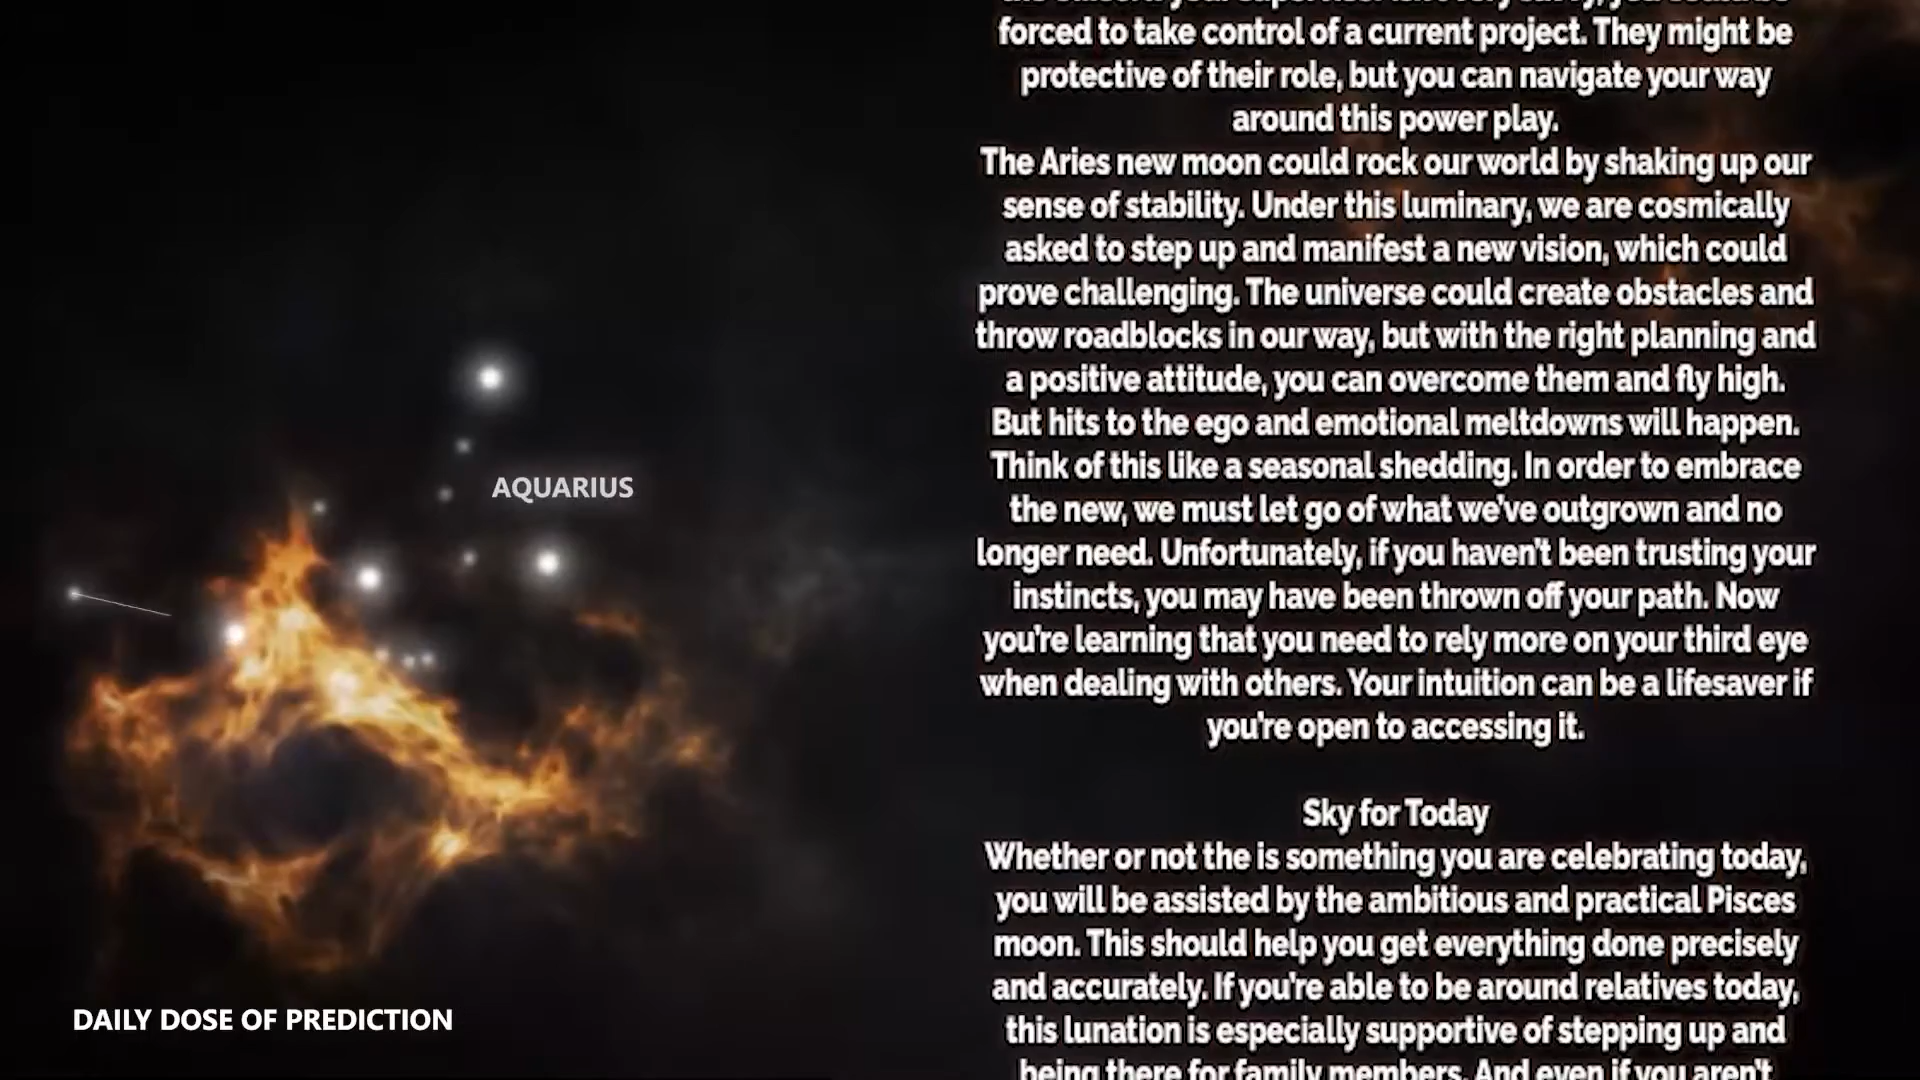 forced to take control of a current project. They might be
protective of their role, but you can navigate your way
around this power play.
The Aries new moon could rock our world by shaking up our
sense of stability. Under this luminary, we are cosmically
asked to step up and manifest a new vision, which could
prove challenging. The universe could create obstacles and
throw roadblocks in our way, but with the right planning and
a positive attitude, you can overcome them and fly high.
But hits to the ego and emotional meltdowns will happen.
Think of this like a seasonal shedding. In order to embrace
the new, we must let go of what we've outgrown and no
longer need. Unfortunately, if you haven't been trusting your
instincts, you may have been thrown off your path. Now
you're learning that you need to rely more on your third eye
when dealing with others. Your intuition can be a lifesaver if
you're open to accessing it.
Sky for Today
Whether or not the is something you are celebrating today,
you will be assisted by the ambitious and practical Pisces
moon. This should help you get everything done precisely
and accurately. If you're able to be around relatives today,
this lunation is especially supportive of stepping up and
being there for family members. And even if you aren't
AQUARIUS
DAILY DOSE OF PREDICTION